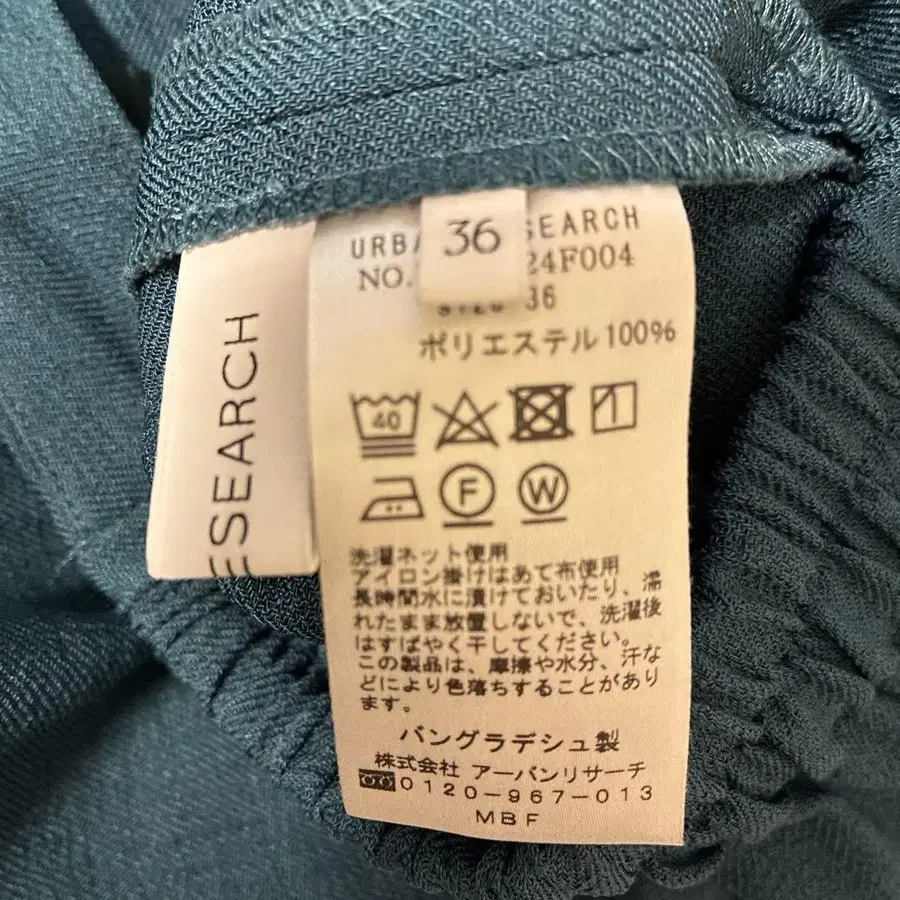 36
ESEARCH
URBA EARCH
NO. 24F004
36
ポリエステル100%
40
F
W
洗濯ネット使用
アイロン掛けはあて布使用
長時間水に漬けておいたり、濡
れたまま放置しないで、洗濯後
はすばやく干してください。
この製品は、摩擦や水分、汗な
どにより色落ちすることがあり
ます。
バングラデシュ製
株式会社 アーバンリサーチ
0120-967-013
MBF